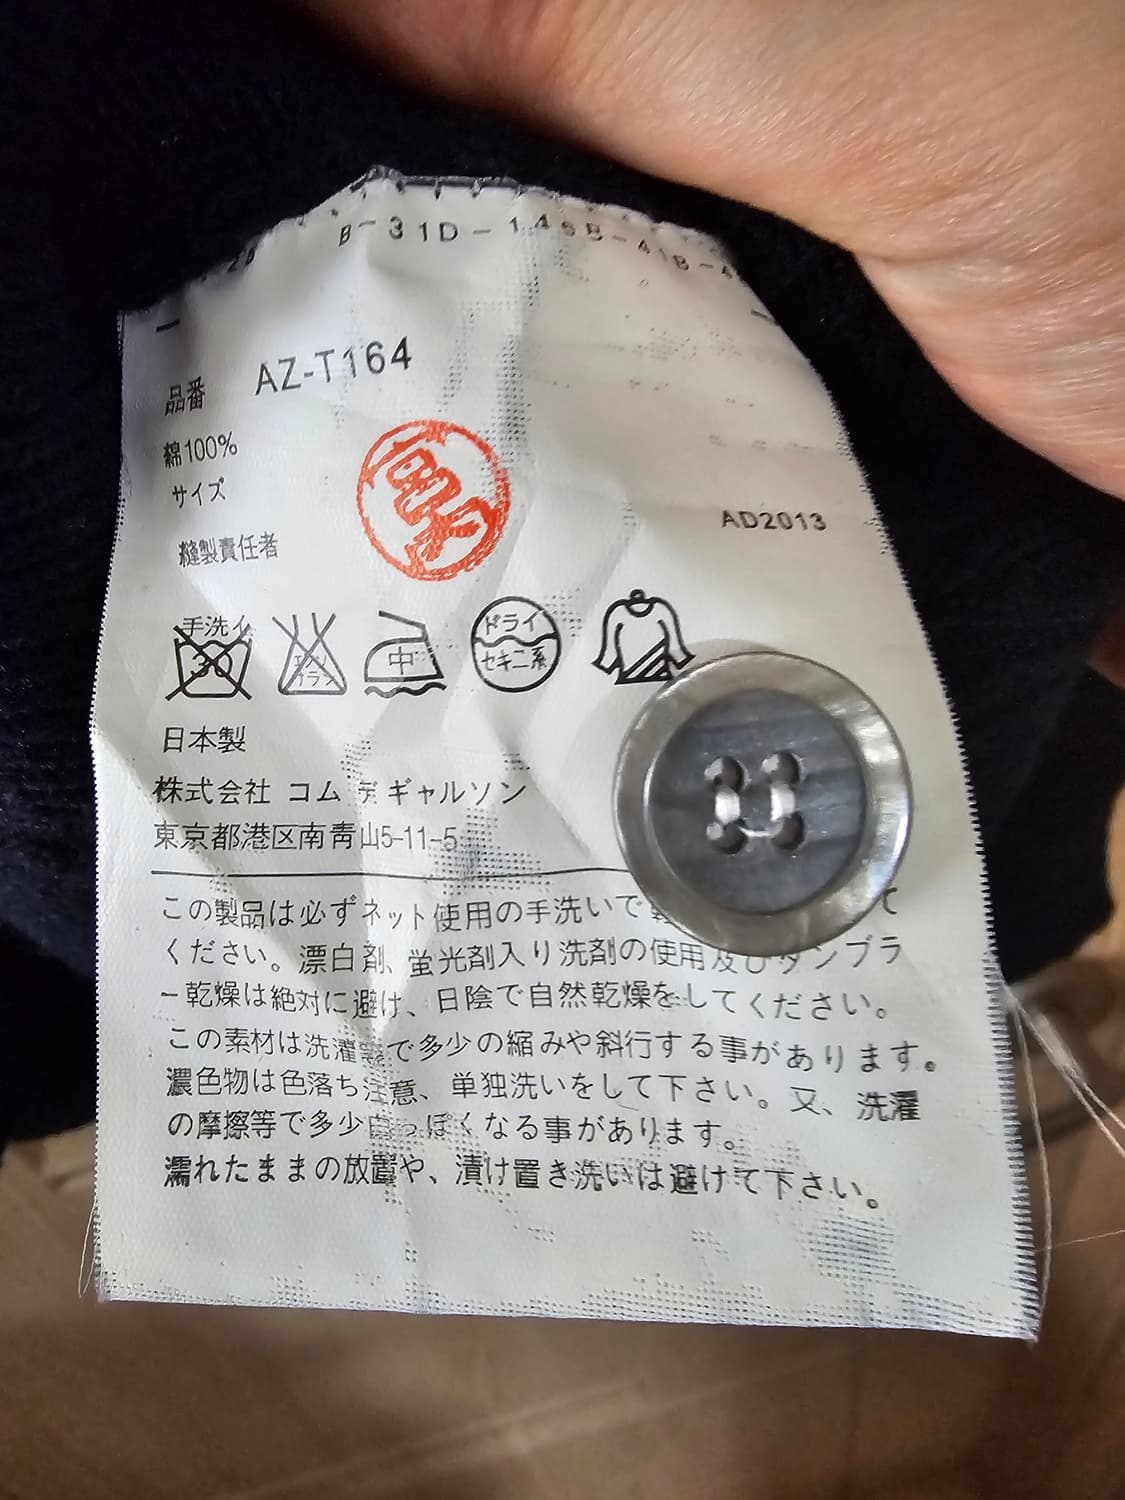 B-31D-145B-41B-4
品番 AZ-T164
綿100%
サイズ
AD2013
縫製責任者
手洗イ
30
中
ドライ
セキユ系
日本製
株式会社 コム デ ギャルソン
東京都港区南青山5-11-5
この製品は必ずネット使用の手洗いで て
ください。漂白剤、蛍光剤入り洗剤の使用及びタンブラ
ー乾燥は絶対に避け、日陰で自然乾燥をしてください。
この素材は洗濯等で多少の縮みや斜行する事があります。
濃色物は色落ち注意、単独洗いをして下さい。又、洗濯
の摩擦等で多少白っぽくなる事があります。
濡れたままの放置や、漬け置き洗いは避けて下さい。